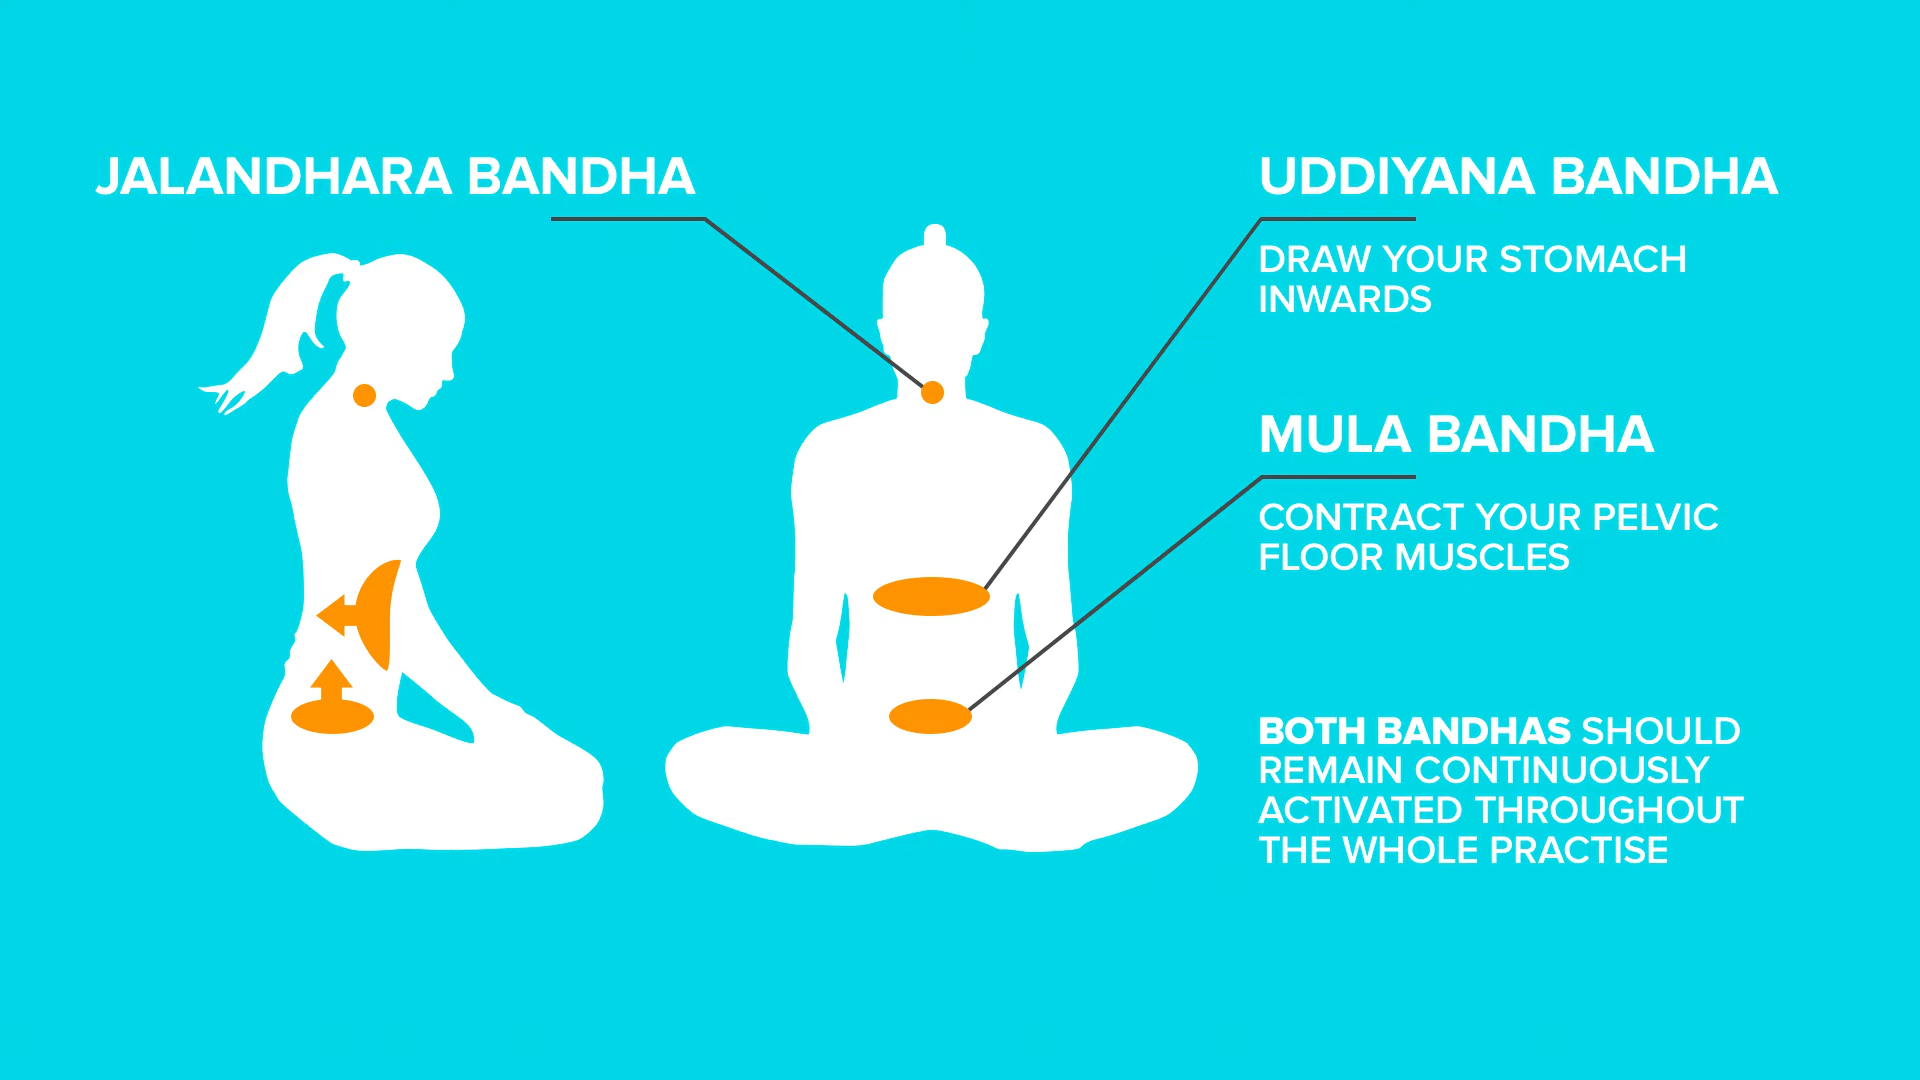 JALANDHARA BANDHA
UDDIYANA BANDHA
DRAW YOUR STOMACH
INWARDS
MULA BANDHA
CONTRACT YOUR PELVIC
FLOOR MUSCLES
BOTH BANDHAS SHOULD
REMAIN CONTINUOUSLY
ACTIVATED THROUGHOUT
THE WHOLE PRACTISE